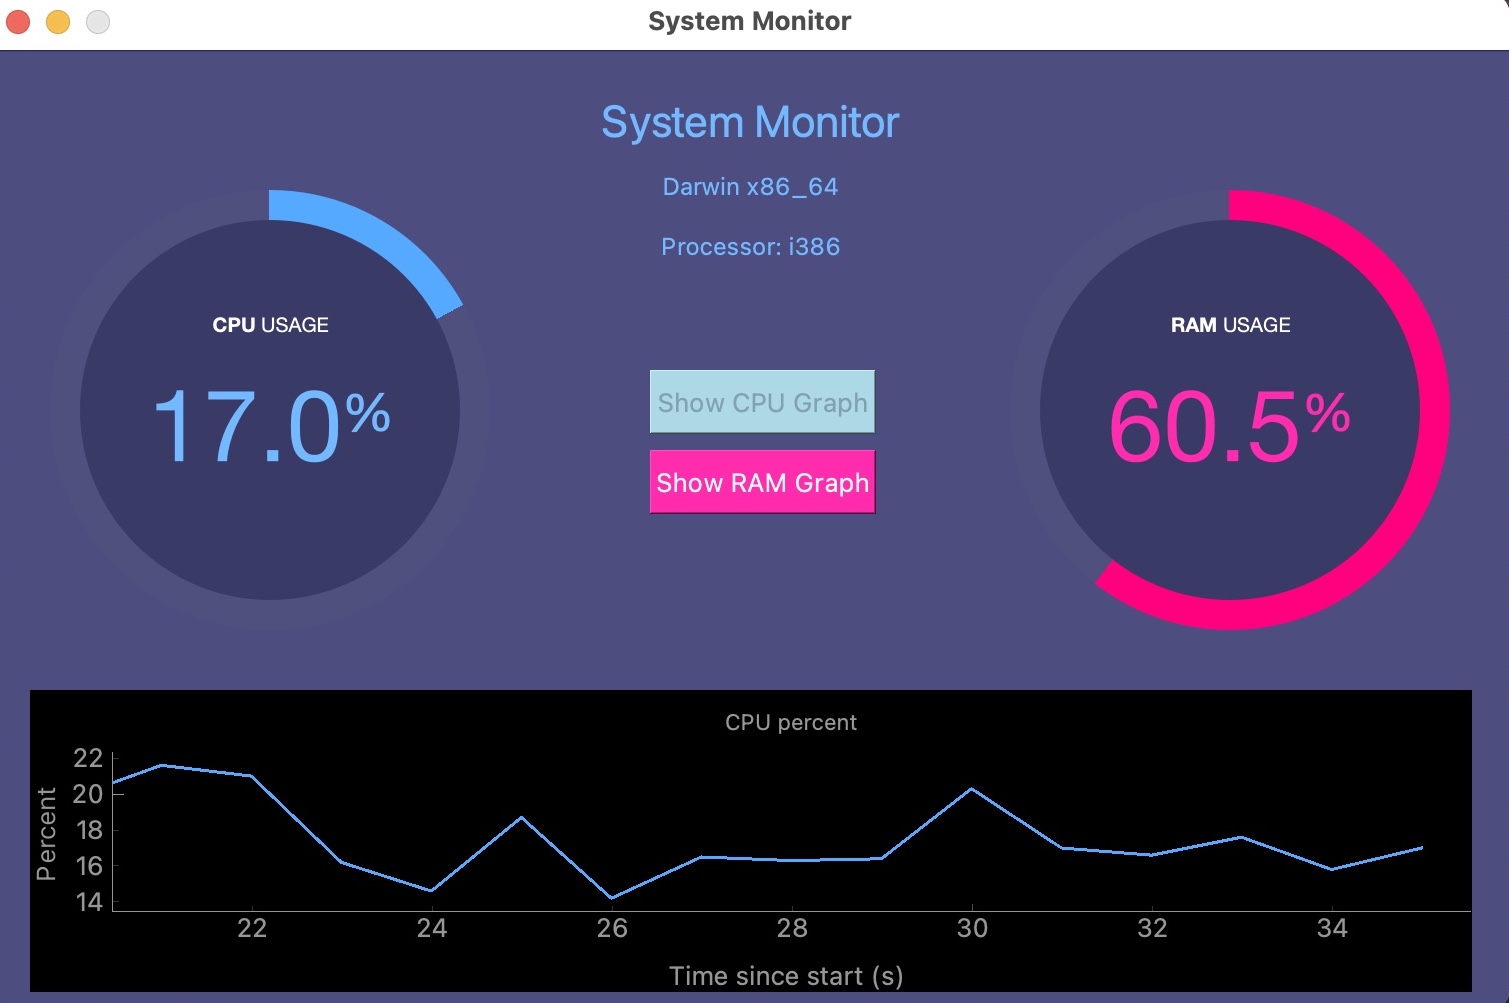 System Monitor
System Monitor
Darwin x86_64
Processor: i386
CPU USAGE
17.0%
Show CPU Graph
Show RAM Graph
RAM USAGE
60.5%
CPU percent
Percent
22
20
18
16
14
22 24 26 28 30 32 34
Time since start (s)